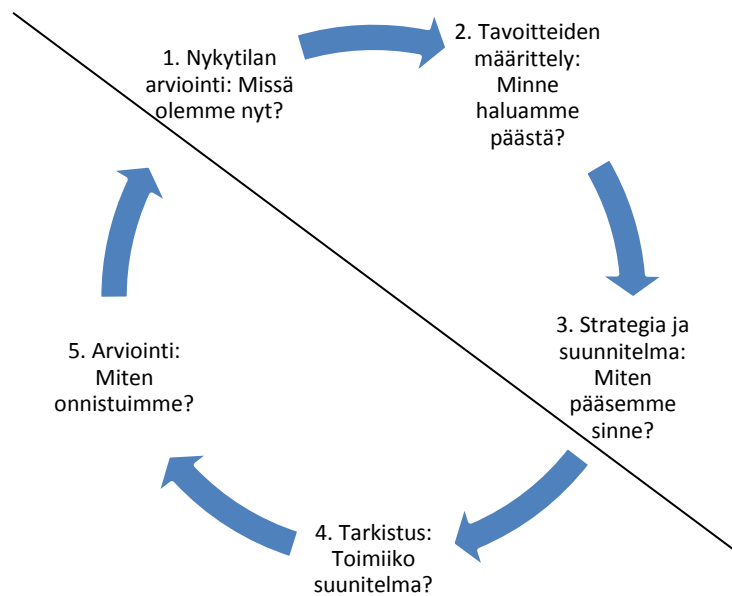 1. Nykytilan
arviointi: Missä
olemme nyt?
2. Tavoitteiden
määrittely:
Minne
haluamme
päästä?
3. Strategia ja
suunnitelma:
Miten
pääsemme
sinne?
4. Tarkistus:
Toimiiko
suunitelma?
5. Arviointi:
Miten
onnistuimme?